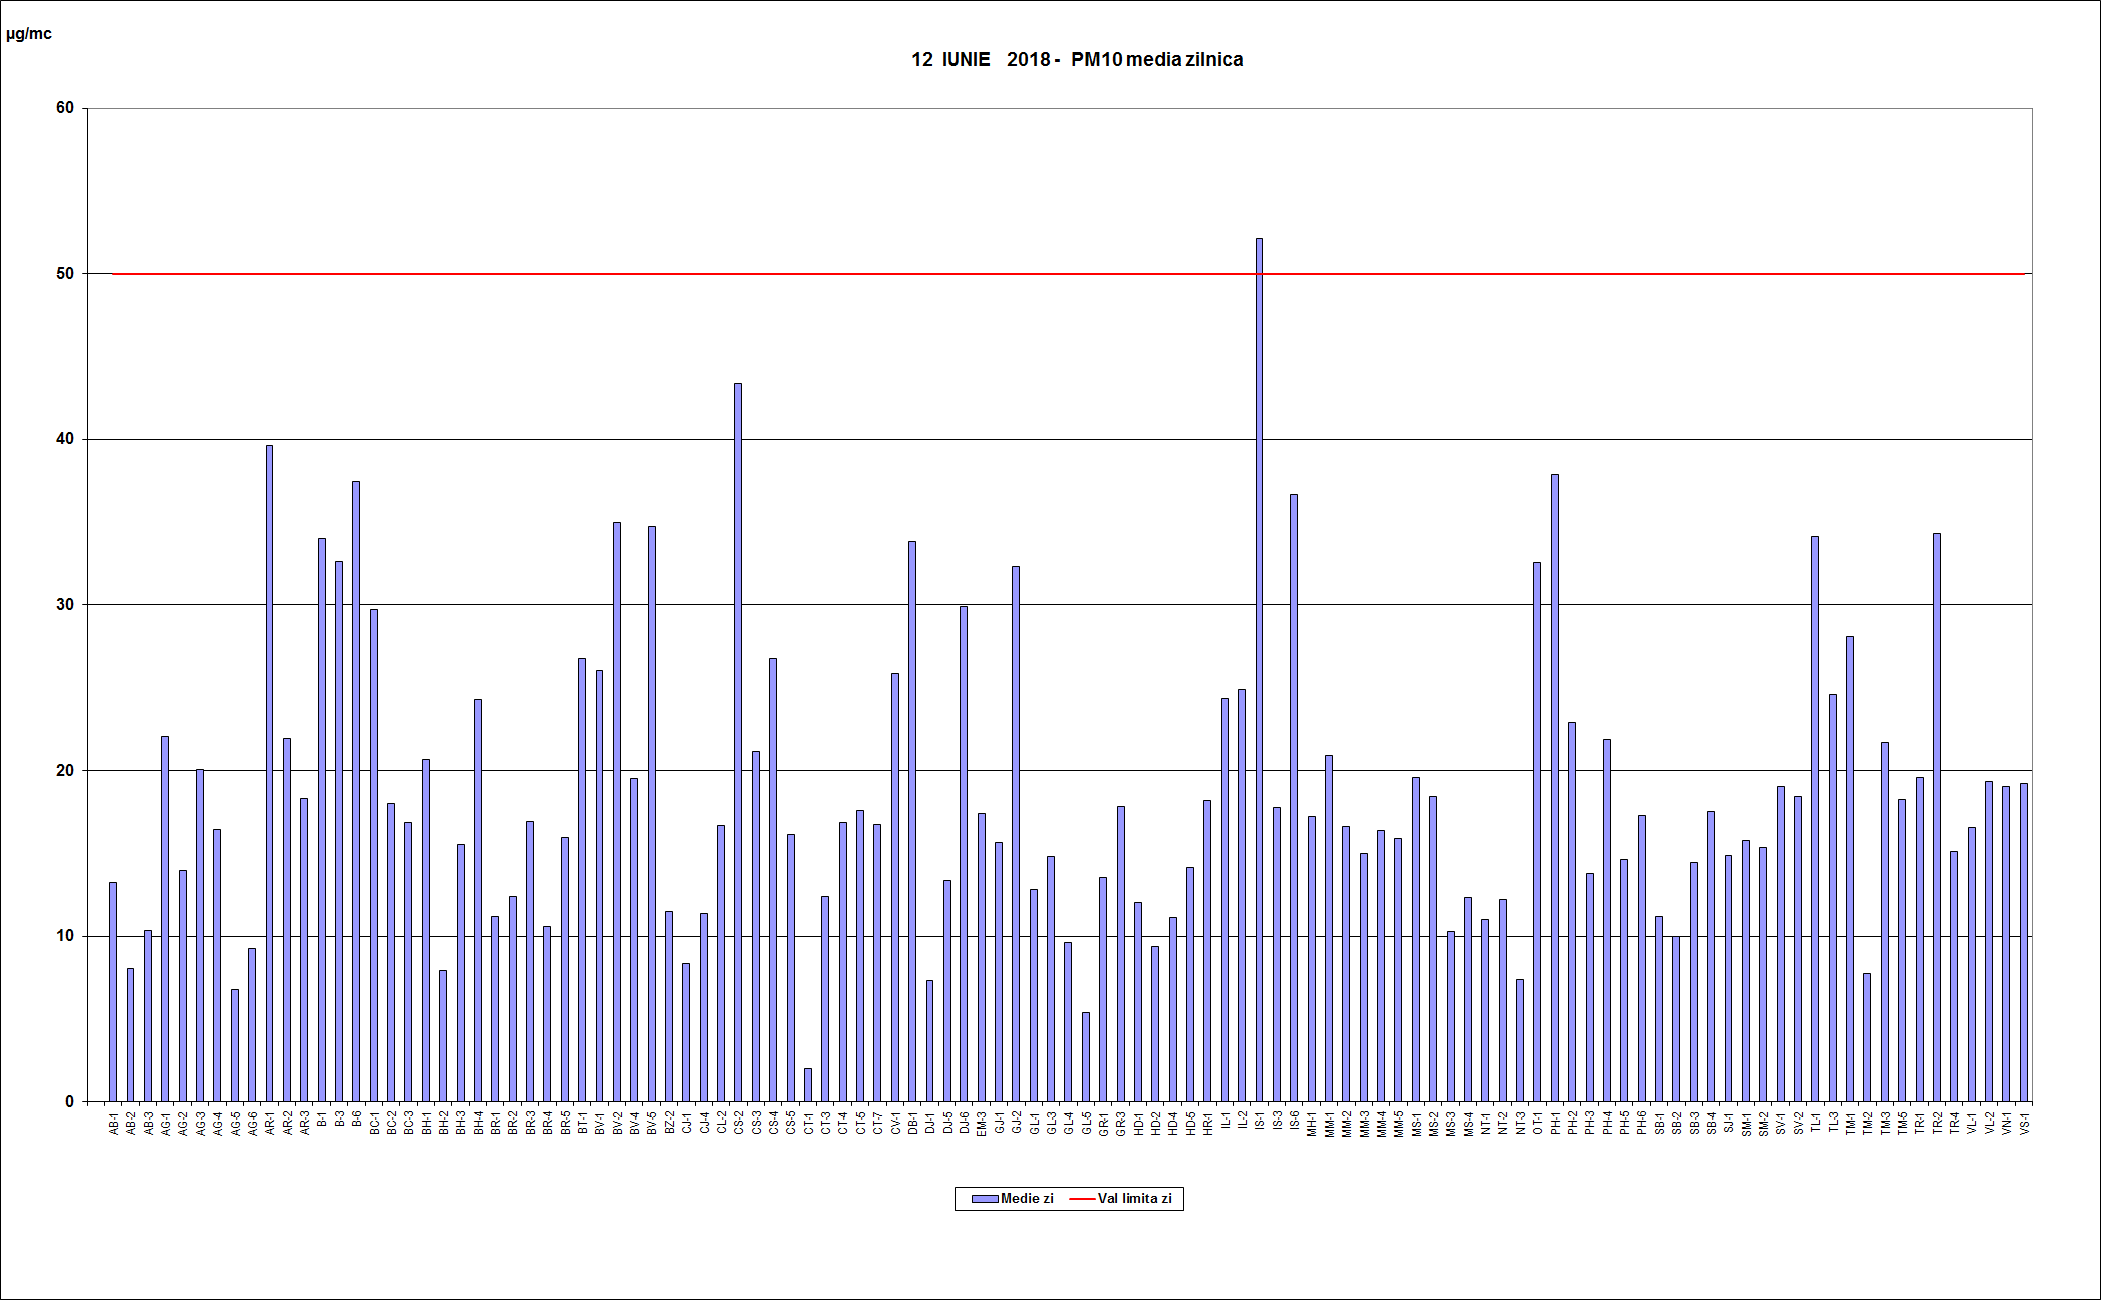 µg/mc
12 IUNIE 2018 - PM10 media zilnica
60
50
40
30
20
10
0
AB-1 AB-2 AB-3 AG-1 AG-2 AG-3 AG-4 AG-5 AG-6 AR-1 AR-2 AR-3 B-1 B-3 B-6 BC-1 BC-2 BC-3 BH-1 BH-2 BH-3 BH-4 BR-1 BR-2 BR-3 BR-4 BR-5 BT-1 BV-1 BV-2 BV-4 BV-5 BZ-2 CJ-1 CJ-4 CL-2 CS-2 CS-3 CS-4 CS-5 CT-1 CT-3 CT-4 CT-5 CT-7 CV-1 DB-1 DJ-1 DJ-5 DJ-6 EM-3 GJ-1 GJ-2 GL-1 GL-3 GL-4 GL-5 GR-1 GR-3 HD-1 HD-2 HD-4 HD-5 HR-1 IL-1 IL-2 IS-1 IS-3 IS-6 MH-1 MM-1 MM-2 MM-3 MM-4 MM-5 MS-1 MS-2 MS-3 MS-4 NT-1 NT-2 NT-3 OT-1 PH-1 PH-2 PH-3 PH-4 PH-5 PH-6 SB-1 SB-2 SB-3 SB-4 SJ-1 SM-1 SM-2 SV-1 SV-2 TL-1 TL-3 TM-1 TM-2 TM-3 TM-5 TR-1 TR-2 TR-4 VL-1 VL-2 VN-1 VS-1
Medie zi Val limita zi